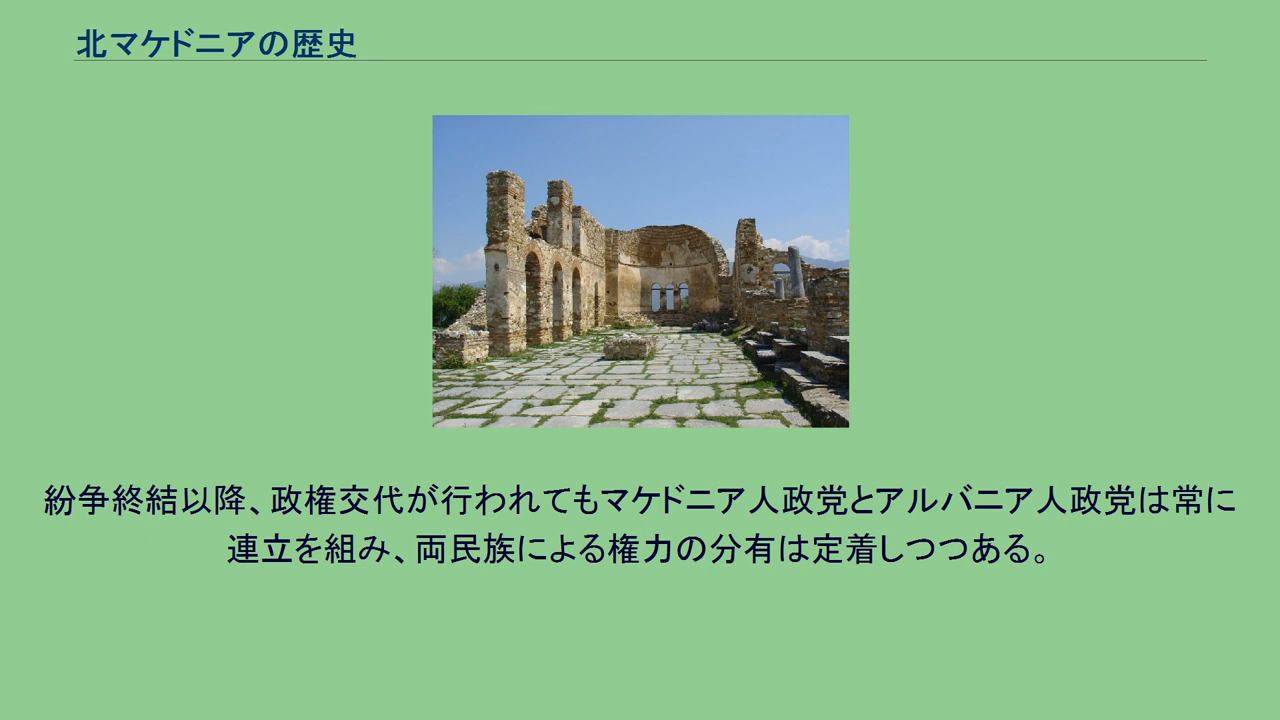 北マケドニアの歴史
紛争終結以降、政権交代が行われてもマケドニア人政党とアルバニア人政党は常に
連立を組み、両民族による権力の分有は定着しつつある。